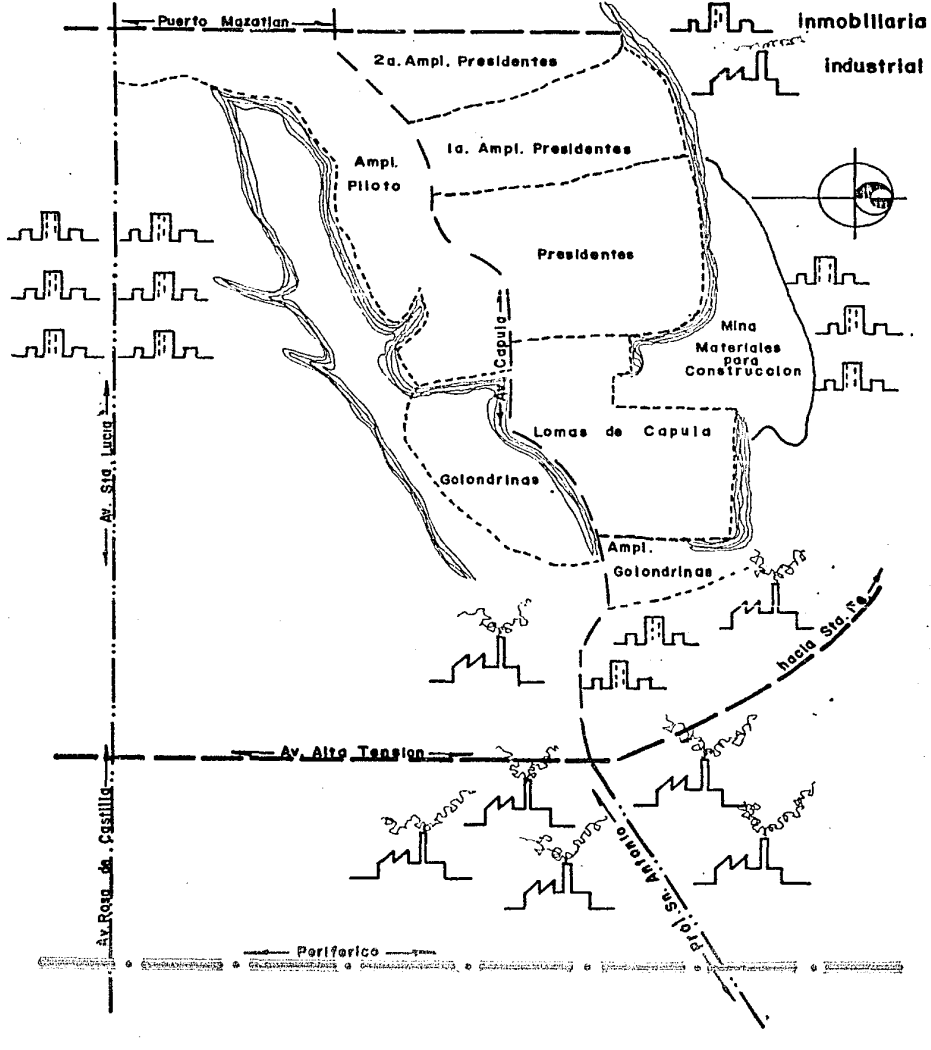 Puerto Mazatlan
inmobiliaria
industrial
2a. Ampl. Presidentes
1a. Ampl. Presidentes
Ampl.
Piloto
Presidentes
Av. Capula
Mina
Materiales
para
Construccion
Lomas de Capula
Av. Sta. Lucia
Golondrinas
Ampl.
Golondrinas
hacia Sta. Fe
Av. Alta Tension
Av. Rosa de Castilla
Prol. Sn. Antonio
Periferico